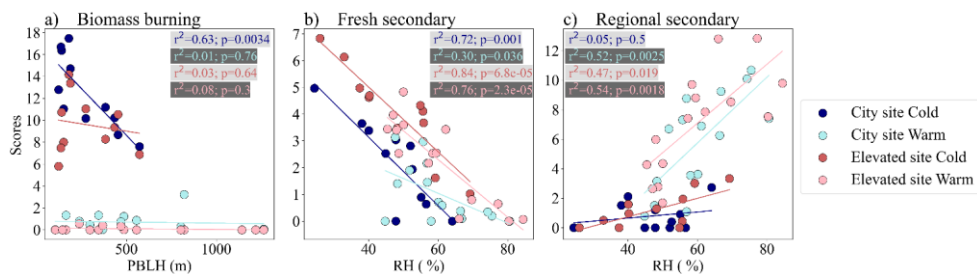 a) Biomass burning
b) Fresh secondary
c) Regional secondary
18
16
14
12
10
8
6
4
2
0
Scores
r²=0.63; p=0.0034
r²=0.01; p=0.76
r²=0.03; p=0.64
r²=0.08; p=0.3
500 1000
PBLH (m)
7
6
5
4
3
2
1
0
r²=0.72; p=0.001
r²=0.30; p=0.036
r²=0.84; p=6.8e-05
r²=0.76; p=2.3e-05
40 60 80
RH ( %)
12
10
8
6
4
2
0
r²=0.05; p=0.5
r²=0.52; p=0.0025
r²=0.47; p=0.019
r²=0.54; p=0.0018
40 60 80
RH ( %)
City site Cold
City site Warm
Elevated site Cold
Elevated site Warm